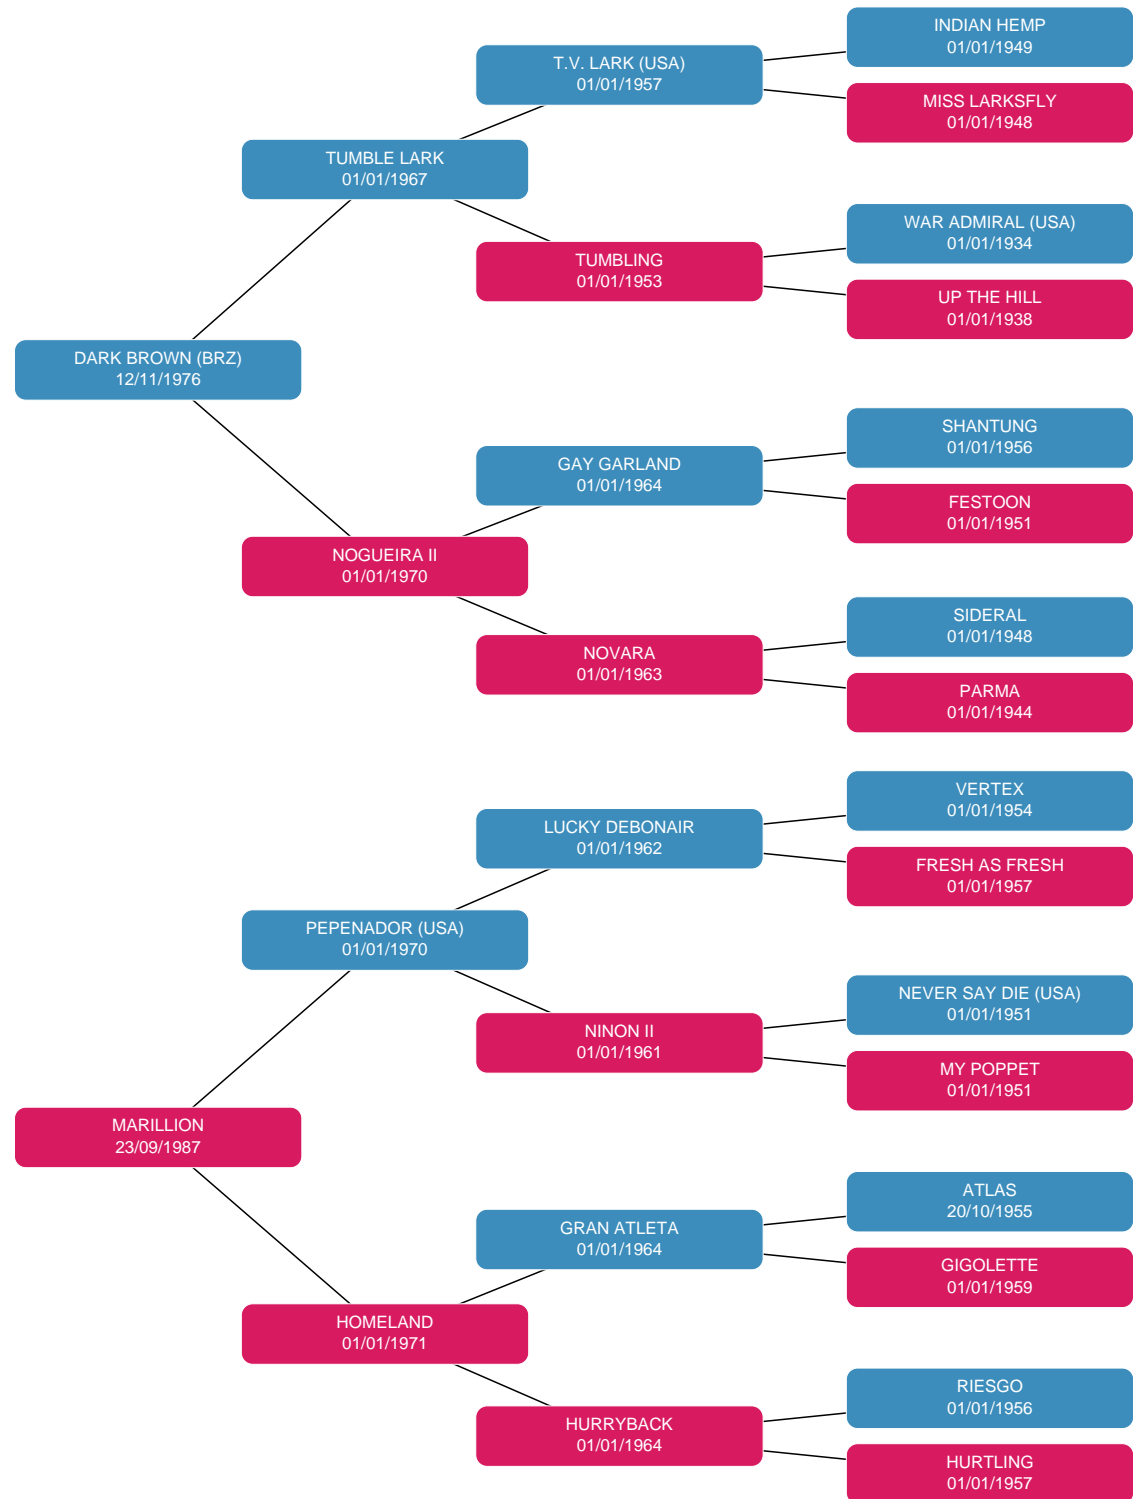 INDIAN HEMP
01/01/1949
T.V. LARK (USA)
01/01/1957
MISS LARKSFLY
01/01/1948
TUMBLE LARK
01/01/1967
WAR ADMIRAL (USA)
01/01/1934
TUMBLING
01/01/1953
UP THE HILL
01/01/1938
DARK BROWN (BRZ)
12/11/1976
SHANTUNG
01/01/1956
GAY GARLAND
01/01/1964
FESTOON
01/01/1951
NOGUEIRA II
01/01/1970
SIDERAL
01/01/1948
NOVARA
01/01/1963
PARMA
01/01/1944
VERTEX
01/01/1954
LUCKY DEBONAIR
01/01/1962
FRESH AS FRESH
01/01/1957
PEPENADOR (USA)
01/01/1970
NEVER SAY DIE (USA)
01/01/1951
NINON II
01/01/1961
MY POPPET
01/01/1951
MARILLION
23/09/1987
ATLAS
20/10/1955
GRAN ATLETA
01/01/1964
GIGOLETTE
01/01/1959
HOMELAND
01/01/1971
RIESGO
01/01/1956
HURRYBACK
01/01/1964
HURTLING
01/01/1957